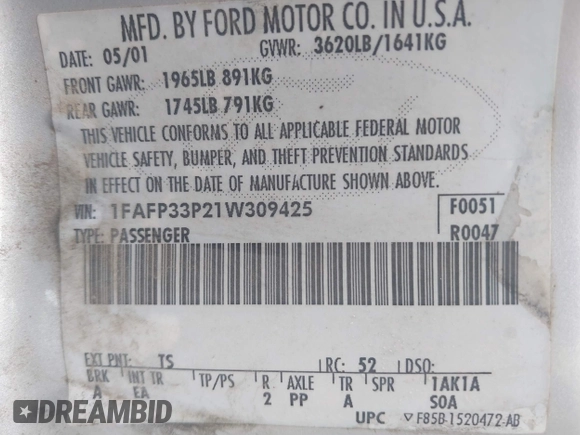 MFD. BY FORD MOTOR CO. IN U.S.A.
DATE: 05/01 GVWR: 3620LB/1641KG
FRONT GAWR: 1965LB 891KG
REAR GAWR: 1745LB 791KG
THIS VEHICLE CONFORMS TO ALL APPLICABLE FEDERAL MOTOR
VEHICLE SAFETY, BUMPER, AND THEFT PREVENTION STANDARDS
IN EFFECT ON THE DATE OF MANUFACTURE SHOWN ABOVE.
VIN: 1FAFP33P21W309425 F0051
TYPE: PASSENGER R0047
EXT PNT: TS RC: 52 DSO:
BRK INT TR TP/PS R AXLE TR SPR 1AK1A
A EA 2 PP A S0A
UPC F85B-1520472-AB
DREAMBID